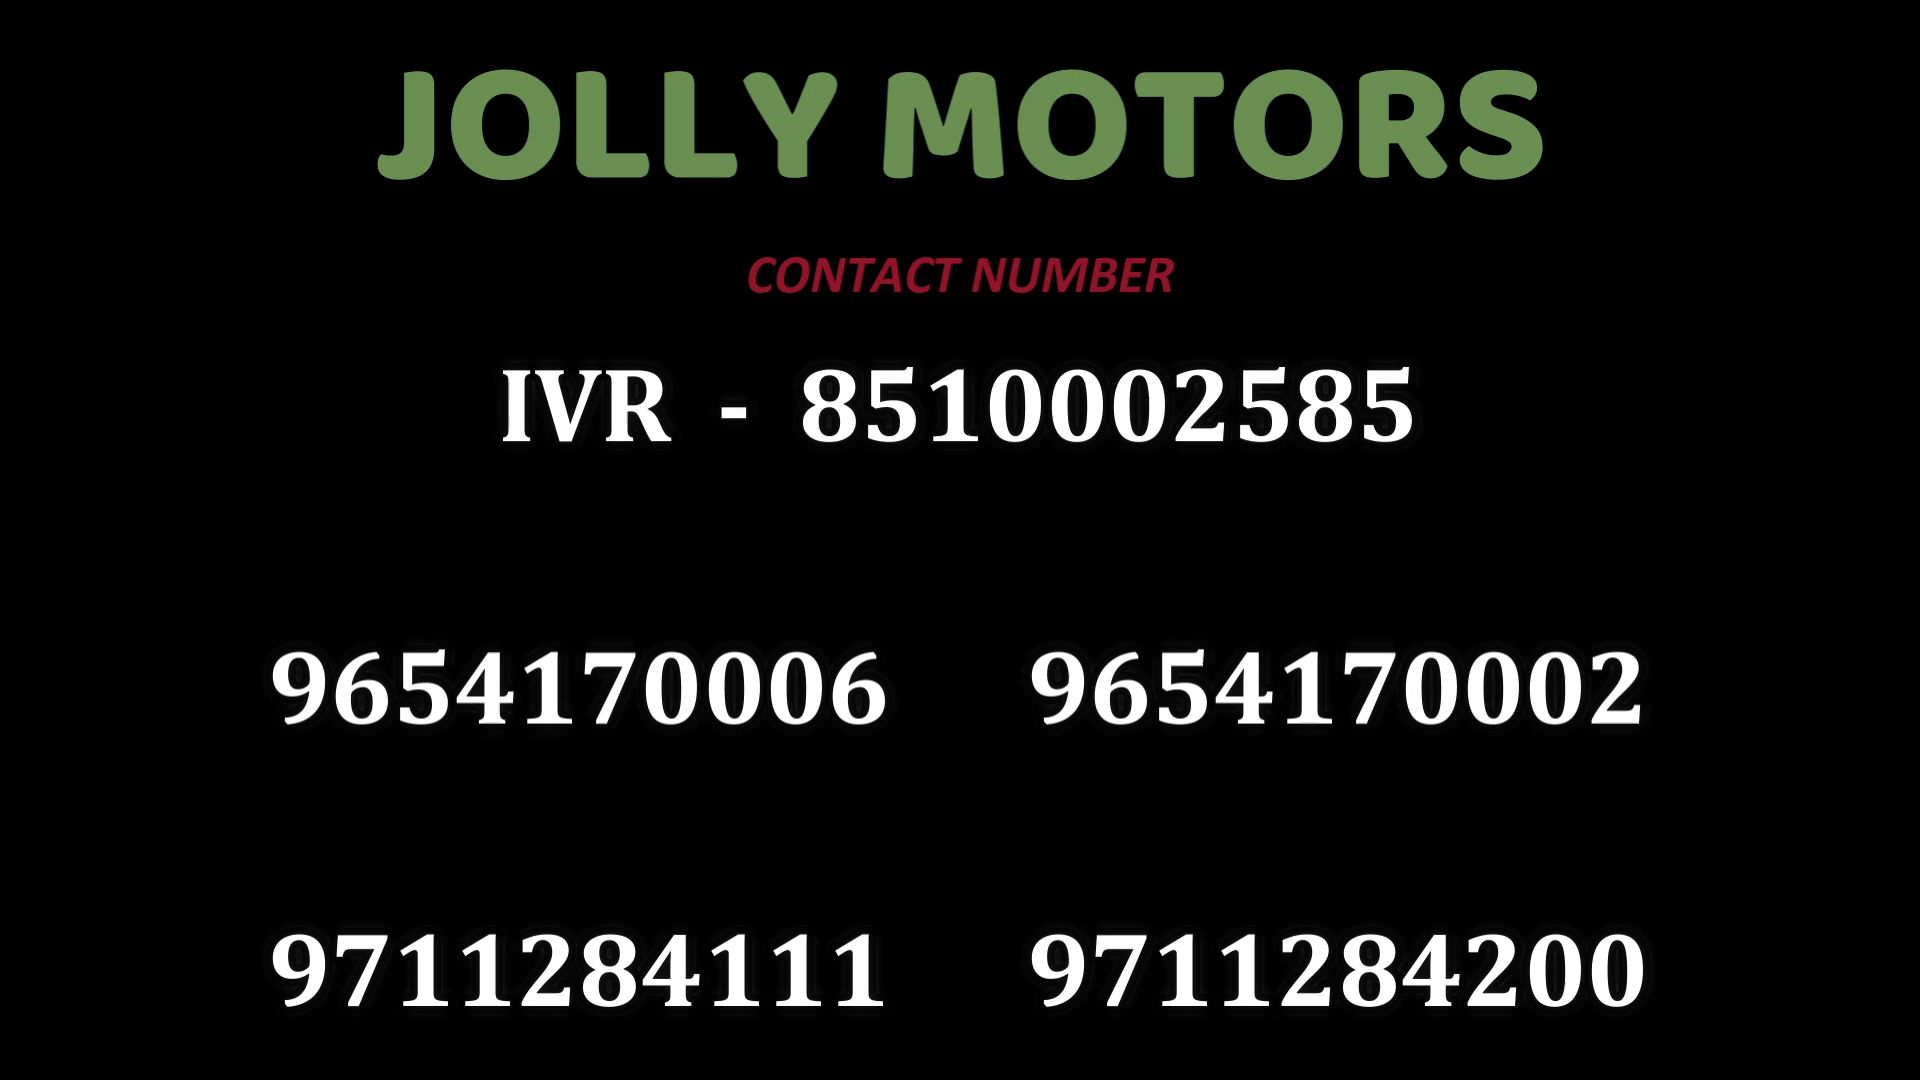 JOLLY MOTORS
CONTACT NUMBER
IVR - 8510002585
9654170006 9654170002
9711284111 9711284200